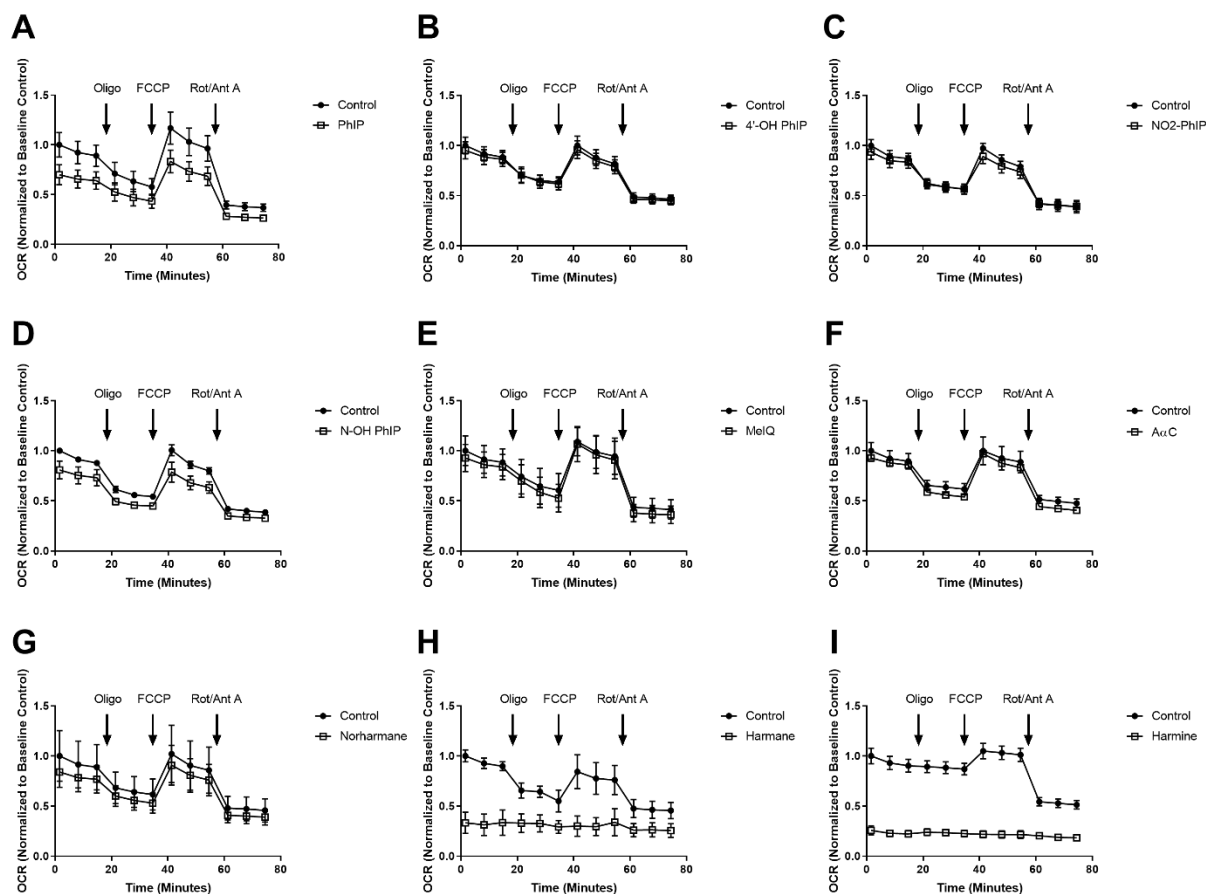 A
OCR (Normalized to Baseline Control)
Oligo FCCP Rot/Ant A
Control
PhIP
1.5
1.0
0.5
0.0
0 20 40 60 80
Time (Minutes)
B
OCR (Normalized to Baseline Control)
Oligo FCCP Rot/Ant A
Control
4'-OH PhIP
1.5
1.0
0.5
0.0
0 20 40 60 80
Time (Minutes)
C
OCR (Normalized to Baseline Control)
Oligo FCCP Rot/Ant A
Control
NO2-PhIP
1.5
1.0
0.5
0.0
0 20 40 60 80
Time (Minutes)
D
OCR (Normalized to Baseline Control)
Oligo FCCP Rot/Ant A
Control
N-OH PhIP
1.5
1.0
0.5
0.0
0 20 40 60 80
Time (Minutes)
E
OCR (Normalized to Baseline Control)
Oligo FCCP Rot/Ant A
Control
MeIQ
1.5
1.0
0.5
0.0
0 20 40 60 80
Time (Minutes)
F
OCR (Normalized to Baseline Control)
Oligo FCCP Rot/Ant A
Control
AαC
1.5
1.0
0.5
0.0
0 20 40 60 80
Time (Minutes)
G
OCR (Normalized to Baseline Control)
Oligo FCCP Rot/Ant A
Control
Norharmane
1.5
1.0
0.5
0.0
0 20 40 60 80
Time (Minutes)
H
OCR (Normalized to Baseline Control)
Oligo FCCP Rot/Ant A
Control
Harmane
1.5
1.0
0.5
0.0
0 20 40 60 80
Time (Minutes)
I
OCR (Normalized to Baseline Control)
Oligo FCCP Rot/Ant A
Control
Harmine
1.5
1.0
0.5
0.0
0 20 40 60 80
Time (Minutes)